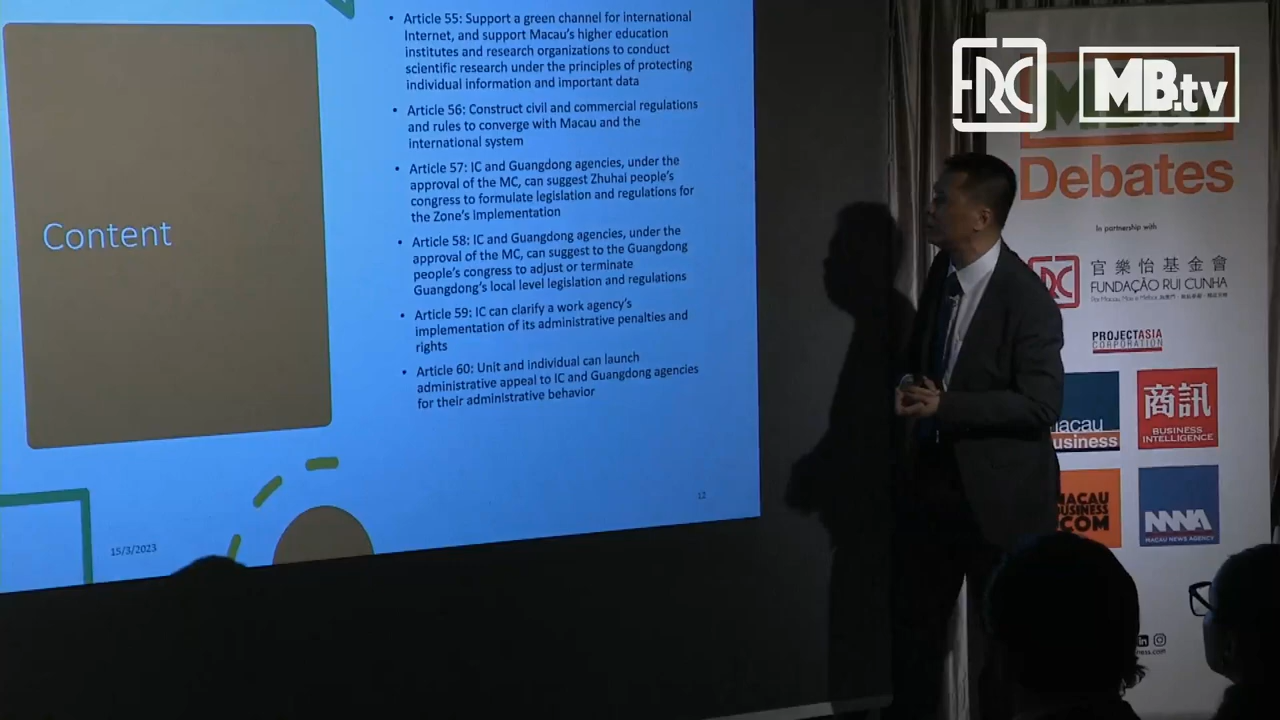 • Article 55: Support a green channel for international
Internet, and support Macau's higher education
institutes and research organizations to conduct
scientific research under the principles of protecting
individual information and important data
• Article 56: Construct civil and commercial regulations
and rules to converge with Macau and the
international system
• Article 57: IC and Guangdong agencies, under the
approval of the MC, can suggest Zhuhai people's
congress to formulate legislation and regulations for
the Zone's implementation
• Article 58: IC and Guangdong agencies, under the
approval of the MC, can suggest to the Guangdong
people's congress to adjust or terminate
Guangdong's local level legislation and regulations
• Article 59: IC can clarify a work agency's
implementation of its administrative penalties and
rights
• Article 60: Unit and individual can launch
administrative appeal to IC and Guangdong agencies
for their administrative behavior
Content
15/3/2023
12
FRC
MB.tv
Debates
In partnership with
官樂怡基金會
FUNDAÇÃO RUI CUNHA
PROJECTASIA
CORPORATION
macau
business
商訊
BUSINESS
INTELLIGENCE
MACAU
BUSINESS
.COM
MNA
MACAU NEWS AGENCY